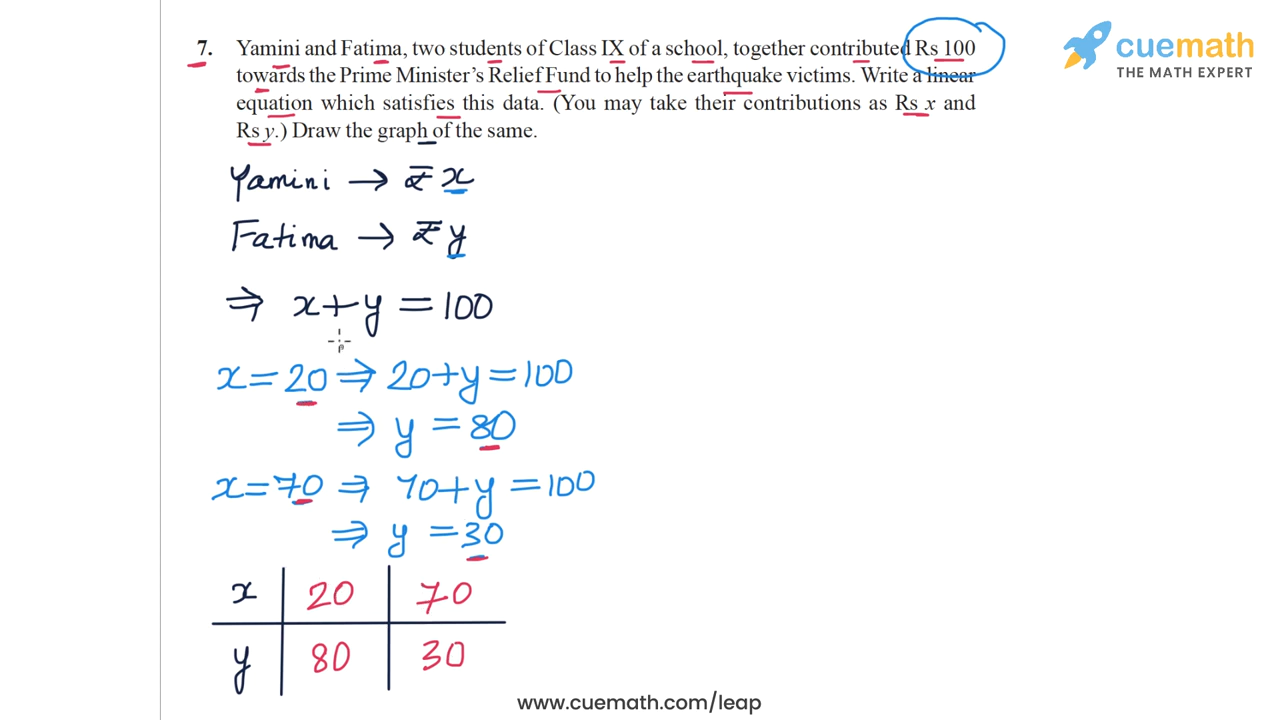 7. Yamini and Fatima, two students of Class IX of a school, together contributed Rs 100
towards the Prime Minister's Relief Fund to help the earthquake victims. Write a linear
equation which satisfies this data. (You may take their contributions as Rs x and
Rs y.) Draw the graph of the same.
cuemath
THE MATH EXPERT
Yamini → ₹ x
Fatima → ₹ y
⇒ x+y = 100
x = 20 ⇒ 20+y = 100
⇒ y = 80
x = 70 ⇒ 70+y = 100
⇒ y = 30
x 20 70
y 80 30
www.cuemath.com/leap